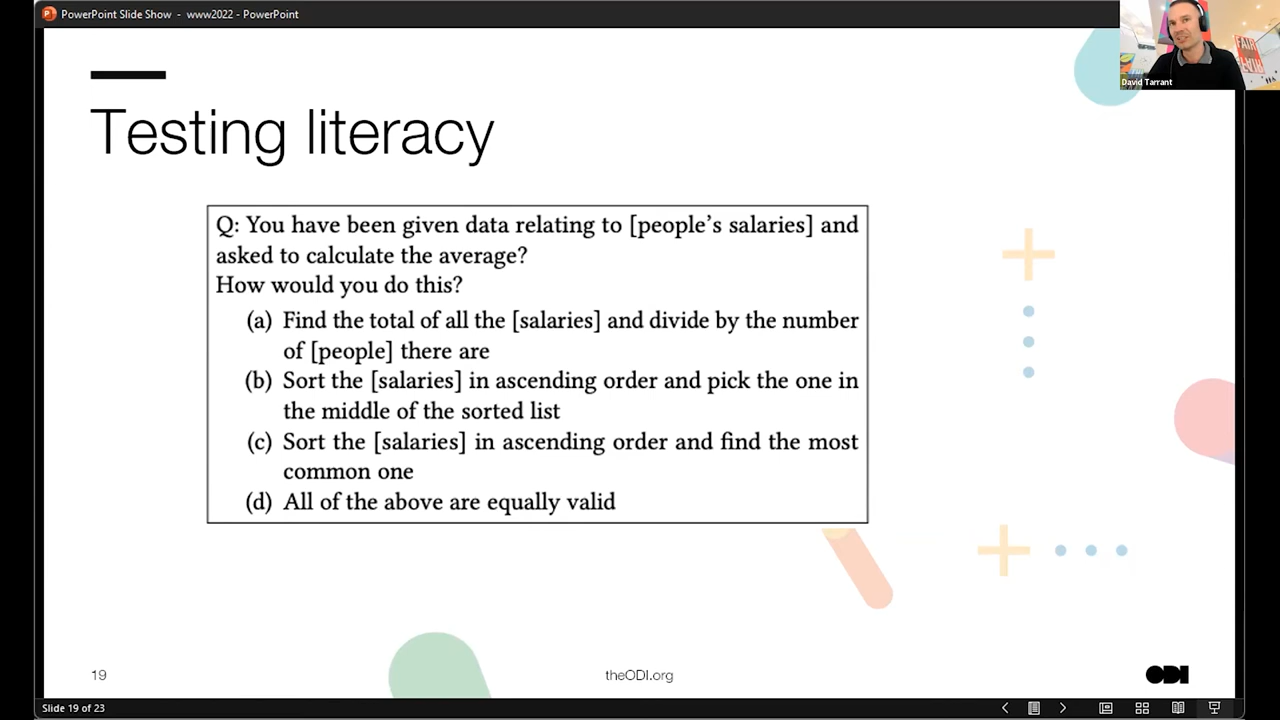 PowerPoint Slide Show - www2022 - PowerPoint
FAIR
David Tarrant
Testing literacy
Q: You have been given data relating to [people’s salaries] and
asked to calculate the average?
How would you do this?
(a) Find the total of all the [salaries] and divide by the number
of [people] there are
(b) Sort the [salaries] in ascending order and pick the one in
the middle of the sorted list
(c) Sort the [salaries] in ascending order and find the most
common one
(d) All of the above are equally valid
19
theODI.org
ODI
Slide 19 of 23